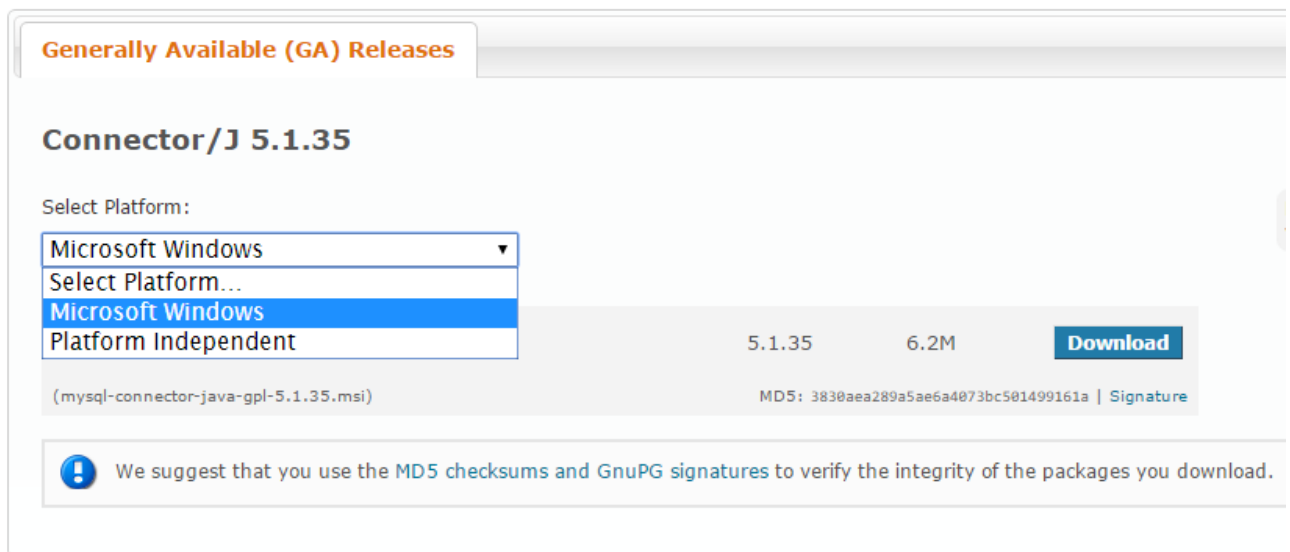 Generally Available (GA) Releases
Connector/J 5.1.35
Select Platform:
Microsoft Windows
Select Platform...
Microsoft Windows
Platform Independent
5.1.35 6.2M Download
(mysql-connector-java-gpl-5.1.35.msi) MD5: 3830aea289a5ae6a4073bc501499161a | Signature
We suggest that you use the MD5 checksums and GnuPG signatures to verify the integrity of the packages you download.